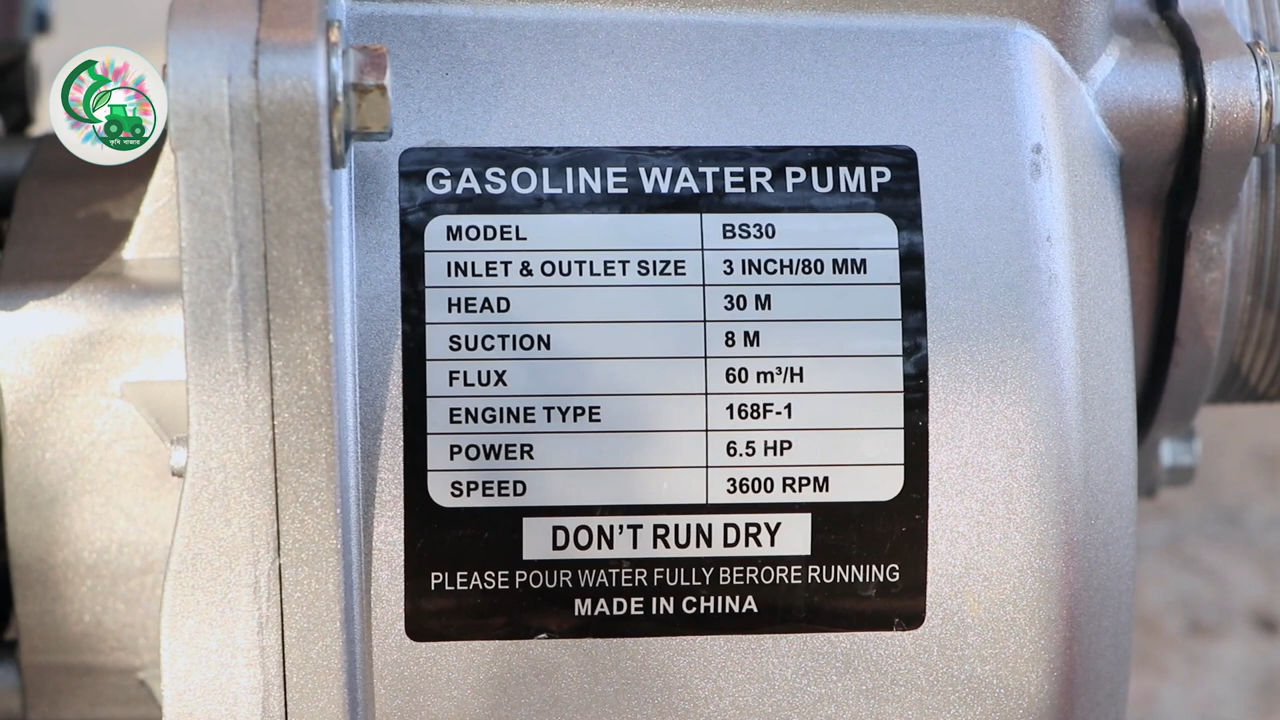 কৃষি বাজার
GASOLINE WATER PUMP
MODEL BS30
INLET & OUTLET SIZE 3 INCH/80 MM
HEAD 30 M
SUCTION 8 M
FLUX 60 m³/H
ENGINE TYPE 168F-1
POWER 6.5 HP
SPEED 3600 RPM
DON'T RUN DRY
PLEASE POUR WATER FULLY BERORE RUNNING
MADE IN CHINA